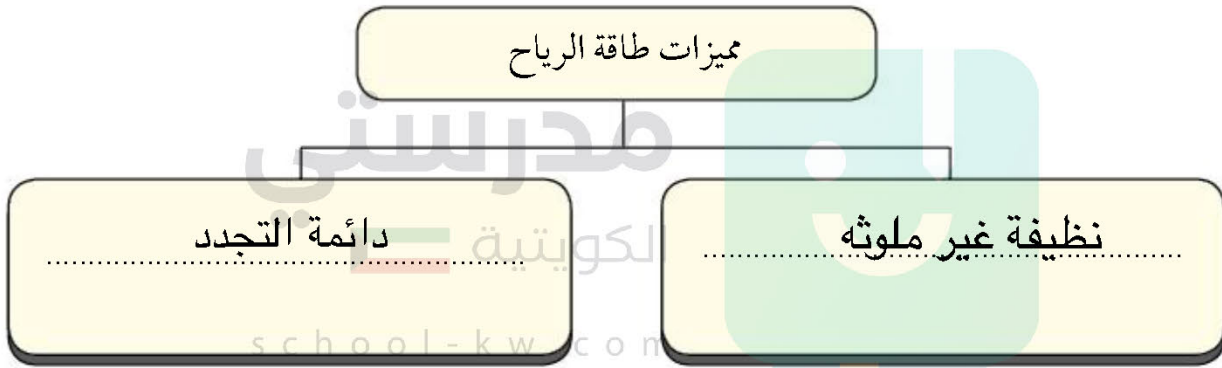 مميزات طاقة الرياح
نظيفة غير ملوثه
دائمة التجدد
مدرستي
الكويتية
school-kw.com